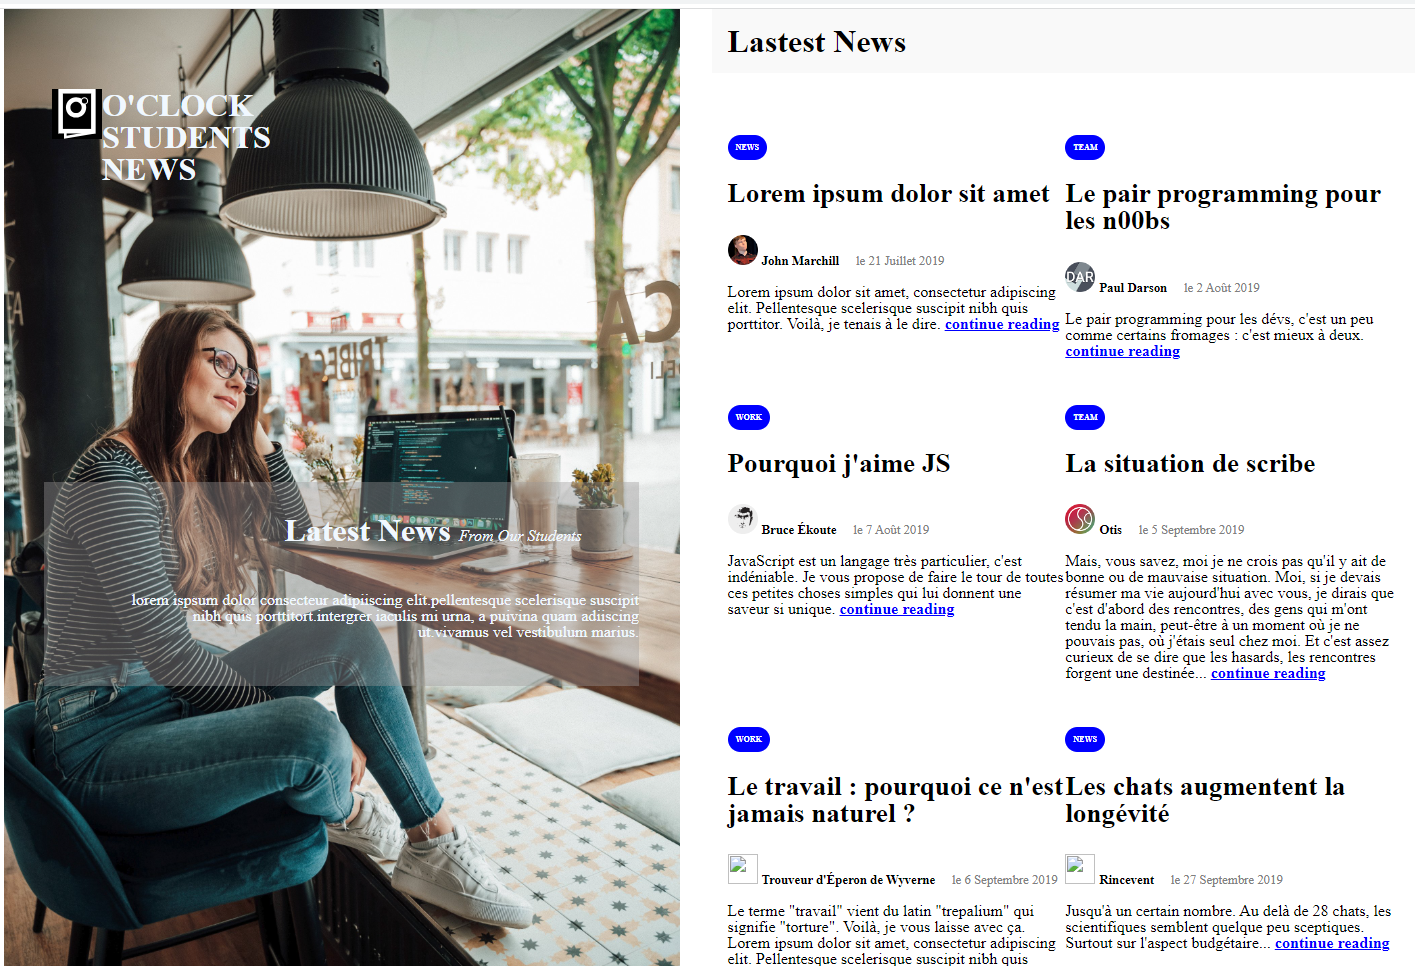 O'CLOCK
STUDENTS
NEWS
TRIBECA
CA
DELI
Latest News From Our Students
lorem ispsum dolor consecteur adipiiscing elit.pellentesque scelerisque suscipit
nibh quis porttitort.intergrer iaculis mi urna, a puivina quam adiiscing
ut.vivamus vel vestibulum marius.
Lastest News
NEWS
Lorem ipsum dolor sit amet
John Marchill le 21 Juillet 2019
Lorem ipsum dolor sit amet, consectetur adipiscing
elit. Pellentesque scelerisque suscipit nibh quis
porttitor. Voilà, je tenais à le dire. continue reading
TEAM
Le pair programming pour
les n00bs
DAR
Paul Darson le 2 Août 2019
Le pair programming pour les dévs, c'est un peu
comme certains fromages : c'est mieux à deux.
continue reading
WORK
Pourquoi j'aime JS
Bruce Ékoute le 7 Août 2019
JavaScript est un langage très particulier, c'est
indéniable. Je vous propose de faire le tour de toutes
ces petites choses simples qui lui donnent une
saveur si unique. continue reading
TEAM
La situation de scribe
Otis le 5 Septembre 2019
Mais, vous savez, moi je ne crois pas qu'il y ait de
bonne ou de mauvaise situation. Moi, si je devais
résumer ma vie aujourd'hui avec vous, je dirais que
c'est d'abord des rencontres, des gens qui m'ont
tendu la main, peut-être à un moment où je ne
pouvais pas, où j'étais seul chez moi. Et c'est assez
curieux de se dire que les hasards, les rencontres
forgent une destinée... continue reading
WORK
Le travail : pourquoi ce n'est
jamais naturel ?
Trouveur d'Éperon de Wyverne le 6 Septembre 2019
Le terme "travail" vient du latin "trepalium" qui
signifie "torture". Voilà, je vous laisse avec ça.
Lorem ipsum dolor sit amet, consectetur adipiscing
elit. Pellentesque scelerisque suscipit nibh quis
NEWS
Les chats augmentent la
longévité
Rincevent le 27 Septembre 2019
Jusqu'à un certain nombre. Au delà de 28 chats, les
scientifiques semblent quelque peu sceptiques.
Surtout sur l'aspect budgétaire... continue reading